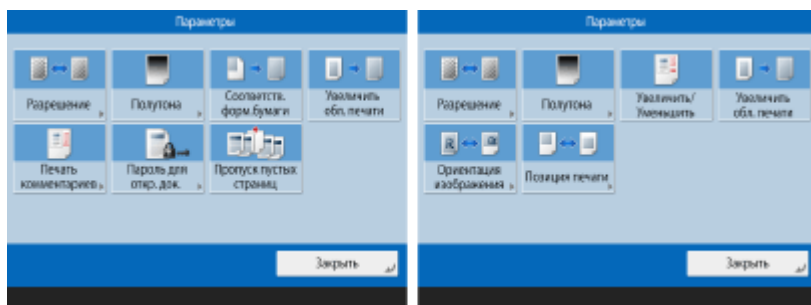 Параметры
Разрешение
Полутона
Соответств.
форм.бумаги
Увеличить
обл. печати
Печать
комментариев
Пароль для
откр. док.
Пропуск пустых
страниц
Закрыть
Параметры
Разрешение
Полутона
Увеличить/
Уменьшить
Увеличить
обл. печати
Ориентация
изображения
Позиция печати
Закрыть